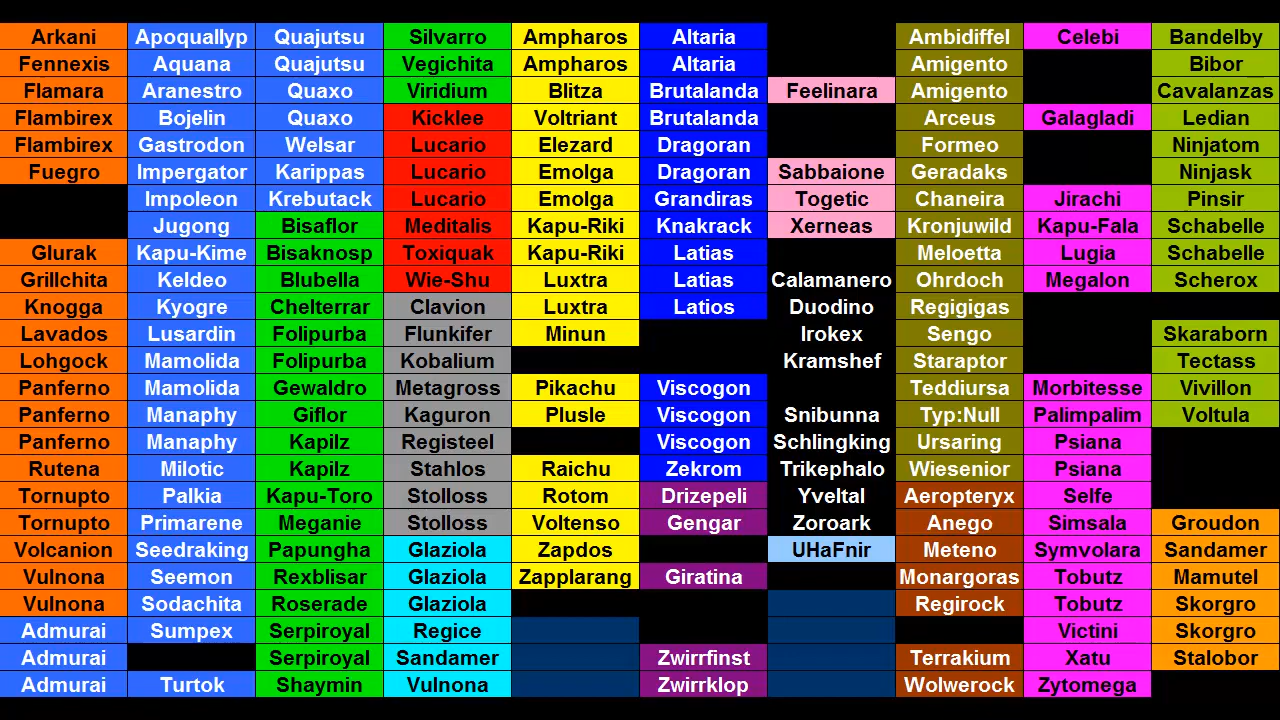 Arkani Apoquallyp Quajutsu Silvarro Ampharos Altaria Ambidiffel Celebi Bandelby
Fennexis Aquana Quajutsu Vegichita Ampharos Altaria Amigento Bibor
Flamara Aranestro Quaxo Viridium Blitza Brutalanda Feelinara Amigento Cavalanzas
Flambirex Bojelin Quaxo Kicklee Voltriant Brutalanda Arceus Galagladi Ledian
Flambirex Gastrodon Welsar Lucario Elezard Dragoran Formeo Ninjatom
Fuegro Impergator Karippas Lucario Emolga Dragoran Sabbaione Geradaks Ninjask
Impoleon Krebutack Lucario Emolga Grandiras Togetic Chaneira Jirachi Pinsir
Jugong Bisaflor Meditalis Kapu-Riki Knakrack Xerneas Kronjuwild Kapu-Fala Schabelle
Glurak Kapu-Kime Bisaknosp Toxiquak Kapu-Riki Latias Meloetta Lugia Schabelle
Grillchita Keldeo Blubella Wie-Shu Luxtra Latias Calamanero Ohrdoch Megalon Scherox
Knogga Kyogre Chelterrar Clavion Luxtra Latios Duodino Regigigas
Lavados Lusardin Folipurba Flunkifer Minun Irokex Sengo Skaraborn
Lohgock Mamolida Folipurba Kobalium Kramshef Staraptor Tectass
Panferno Mamolida Gewaldro Metagross Pikachu Viscogon Teddiursa Morbitesse Vivillon
Panferno Manaphy Giflor Kaguron Plusle Viscogon Snibunna Typ:Null Palimpalim Voltula
Panferno Manaphy Kapilz Registeel Viscogon Schlingking Ursaring Psiana
Rutena Milotic Kapilz Stahlos Raichu Zekrom Trikephalo Wiesenior Psiana
Tornupto Palkia Kapu-Toro Stolloss Rotom Drizepeli Yveltal Aeropteryx Selfe
Tornupto Primarene Meganie Stolloss Voltenso Gengar Zoroark Anego Simsala Groudon
Volcanion Seedraking Papungha Glaziola Zapdos UHaFnir Meteno Symvolara Sandamer
Vulnona Seemon Rexblisar Glaziola Zapplarang Giratina Monargoras Tobutz Mamutel
Vulnona Sodachita Roserade Glaziola Regirock Tobutz Skorgro
Admurai Sumpex Serpiroyal Regice Victini Skorgro
Admurai Serpiroyal Sandamer Zwirrfinst Terrakium Xatu Stalobor
Admurai Turtok Shaymin Vulnona Zwirrklop Wolwerock Zytomega